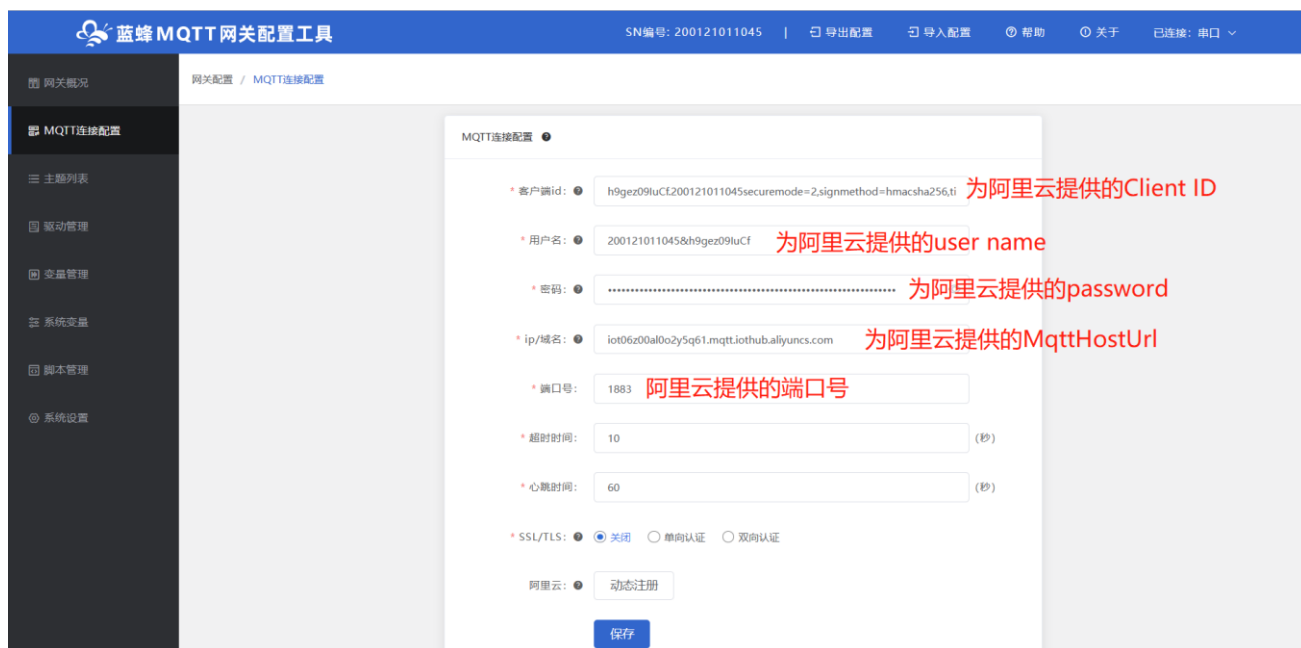 蓝蜂MQTT网关配置工具
SN编号: 200121011045 | 导出配置 导入配置 帮助 关于 已连接: 串口
网关概况
网关配置 / MQTT连接配置
MQTT连接配置
MQTT连接配置
* 客户端id: h9gez09IuCf.200121011045securemode=2,signmethod=hmacsha256,ti 为阿里云提供的Client ID
主题列表
驱动管理
* 用户名: 200121011045&h9gez09IuCf 为阿里云提供的user name
变量管理
* 密码: 为阿里云提供的password
系统变量
* ip/域名: iot06z00al0o2y5q61.mqtt.iothub.aliyuncs.com 为阿里云提供的MqttHostUrl
脚本管理
* 端口号: 1883 阿里云提供的端口号
系统设置
* 超时时间: 10 (秒)
* 心跳时间: 60 (秒)
* SSL/TLS: 关闭 单向认证 双向认证
阿里云: 动态注册
保存